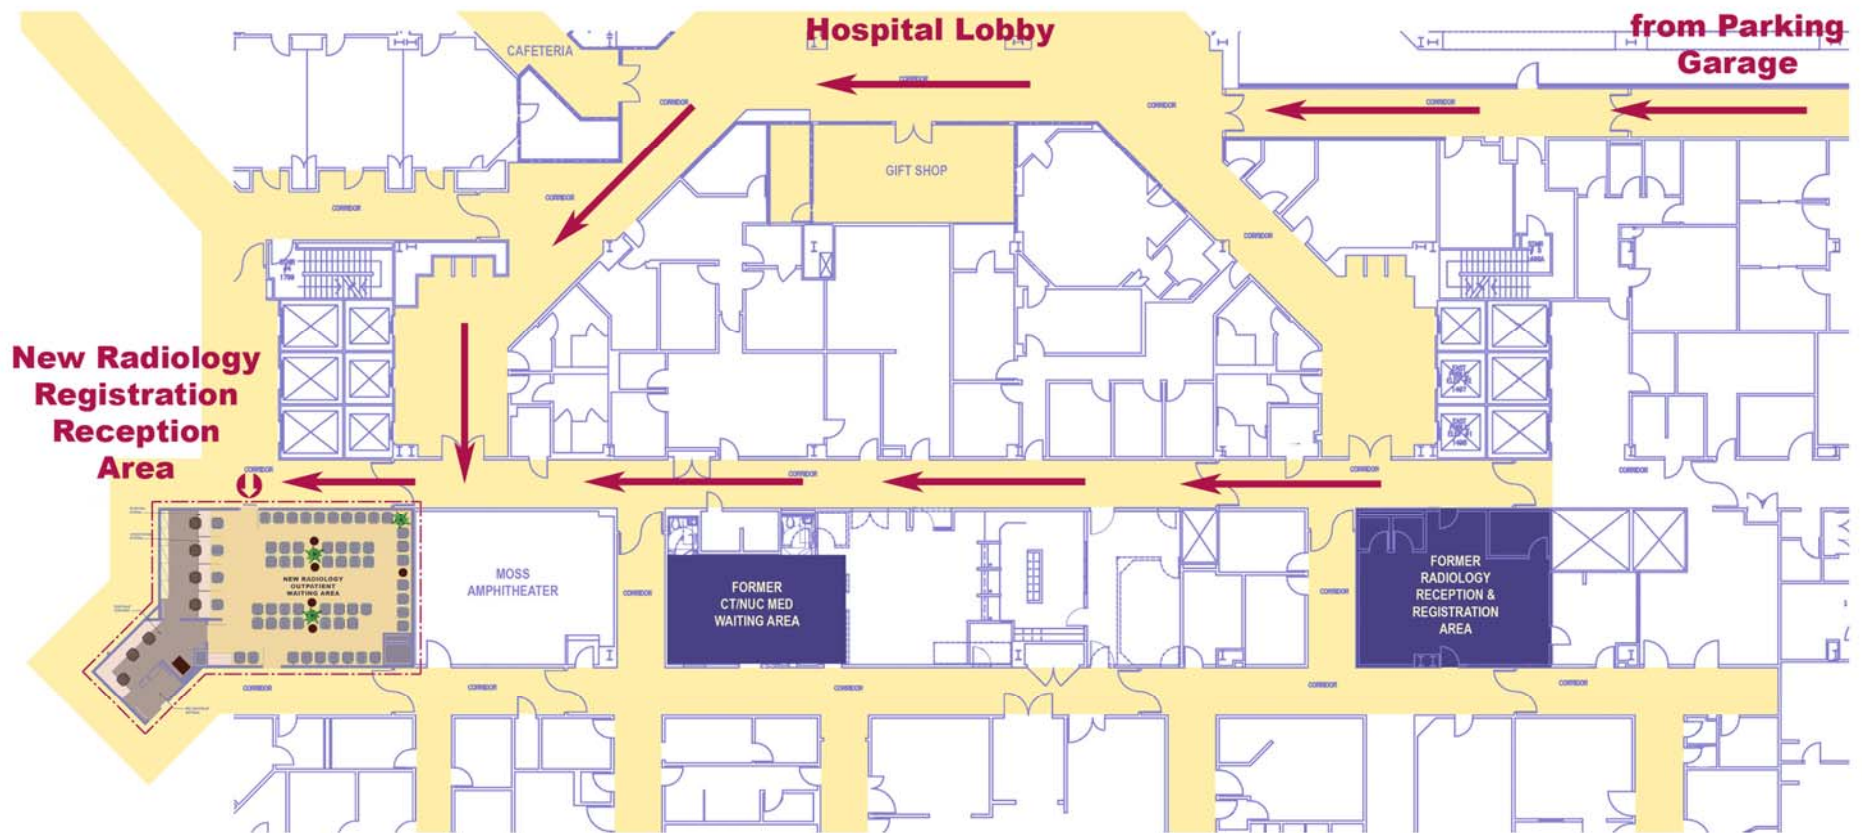 Hospital Lobby
from Parking
Garage
CAFETERIA
CORRIDOR
CORRIDOR
CORRIDOR
CORRIDOR
GIFT SHOP
CORRIDOR
CORRIDOR
CORRIDOR
New Radiology
Registration
Reception
Area
CORRIDOR
CORRIDOR
CORRIDOR
CORRIDOR
NEW RADIOLOGY
OUTPATIENT
WAITING AREA
MOSS
AMPHITHEATER
CORRIDOR
FORMER
CT/NUC MED
WAITING AREA
CORRIDOR
FORMER
RADIOLOGY
RECEPTION &
REGISTRATION
AREA
CORRIDOR
CORRIDOR
CORRIDOR
CORRIDOR
CORRIDOR